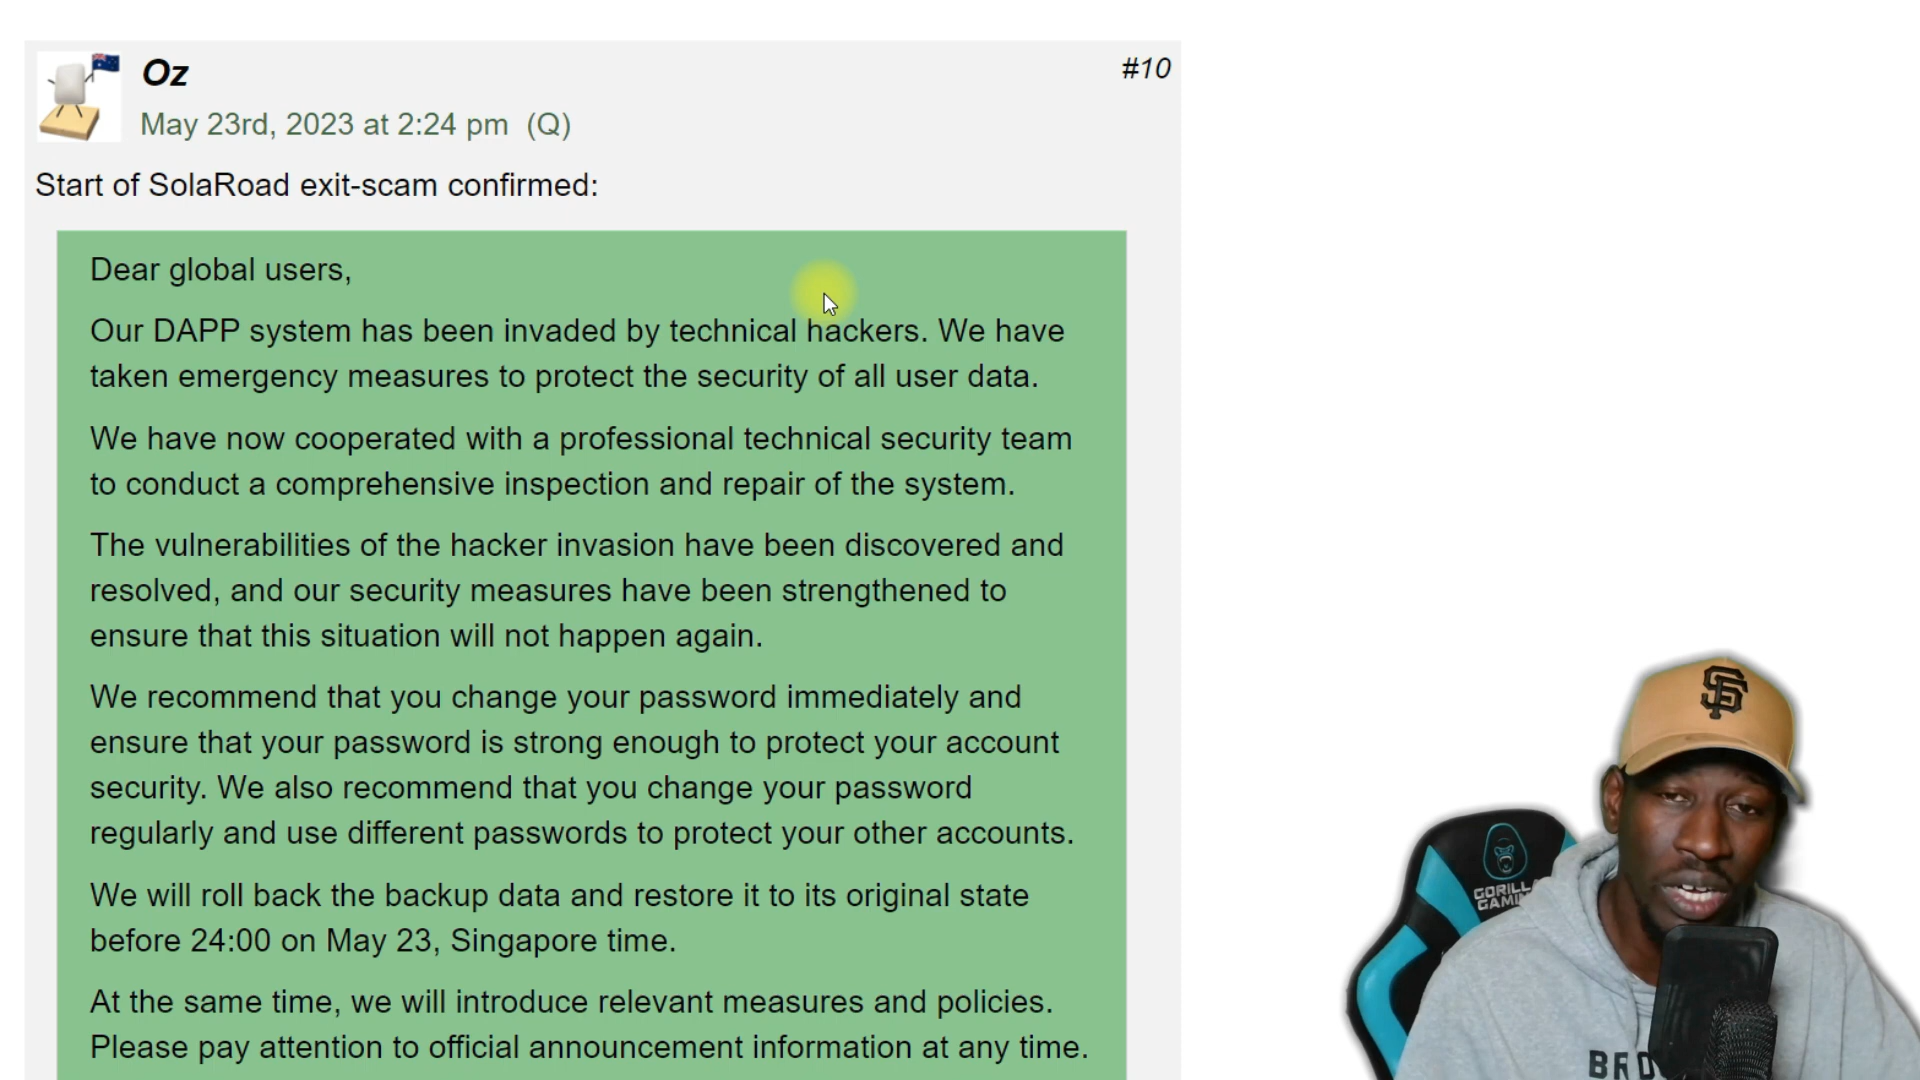 Oz
#10
May 23rd, 2023 at 2:24 pm (Q)
Start of SolaRoad exit-scam confirmed:
Dear global users,
Our DAPP system has been invaded by technical hackers. We have
taken emergency measures to protect the security of all user data.
We have now cooperated with a professional technical security team
to conduct a comprehensive inspection and repair of the system.
The vulnerabilities of the hacker invasion have been discovered and
resolved, and our security measures have been strengthened to
ensure that this situation will not happen again.
We recommend that you change your password immediately and
ensure that your password is strong enough to protect your account
security. We also recommend that you change your password
regularly and use different passwords to protect your other accounts.
We will roll back the backup data and restore it to its original state
before 24:00 on May 23, Singapore time.
At the same time, we will introduce relevant measures and policies.
Please pay attention to official announcement information at any time.
SF
GORILLA
GAMIN
BRO